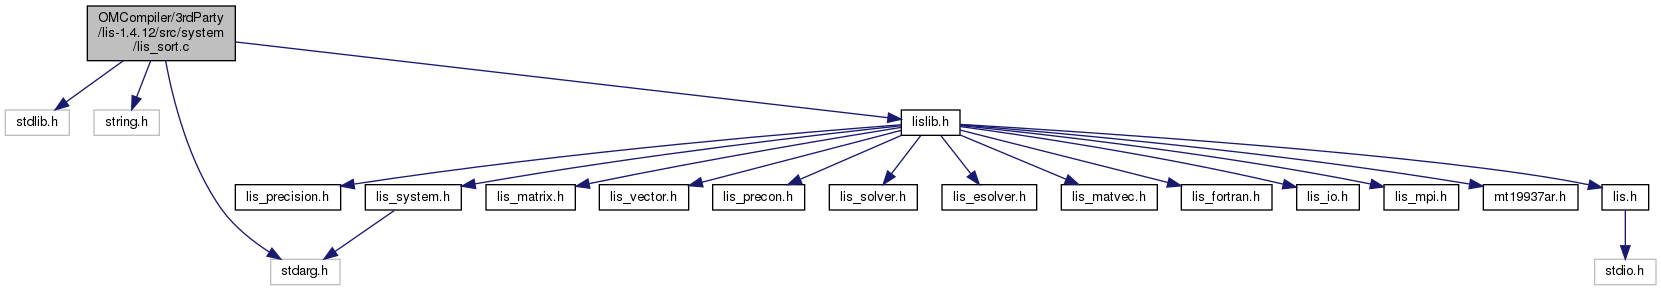 OMCompiler/3rdParty
/lis-1.4.12/src/system
/lis_sort.c
stdlib.h
string.h
lislib.h
lis_precision.h
lis_system.h
lis_matrix.h
lis_vector.h
lis_precon.h
lis_solver.h
lis_esolver.h
lis_matvec.h
lis_fortran.h
lis_io.h
lis_mpi.h
mt19937ar.h
lis.h
stdarg.h
stdio.h